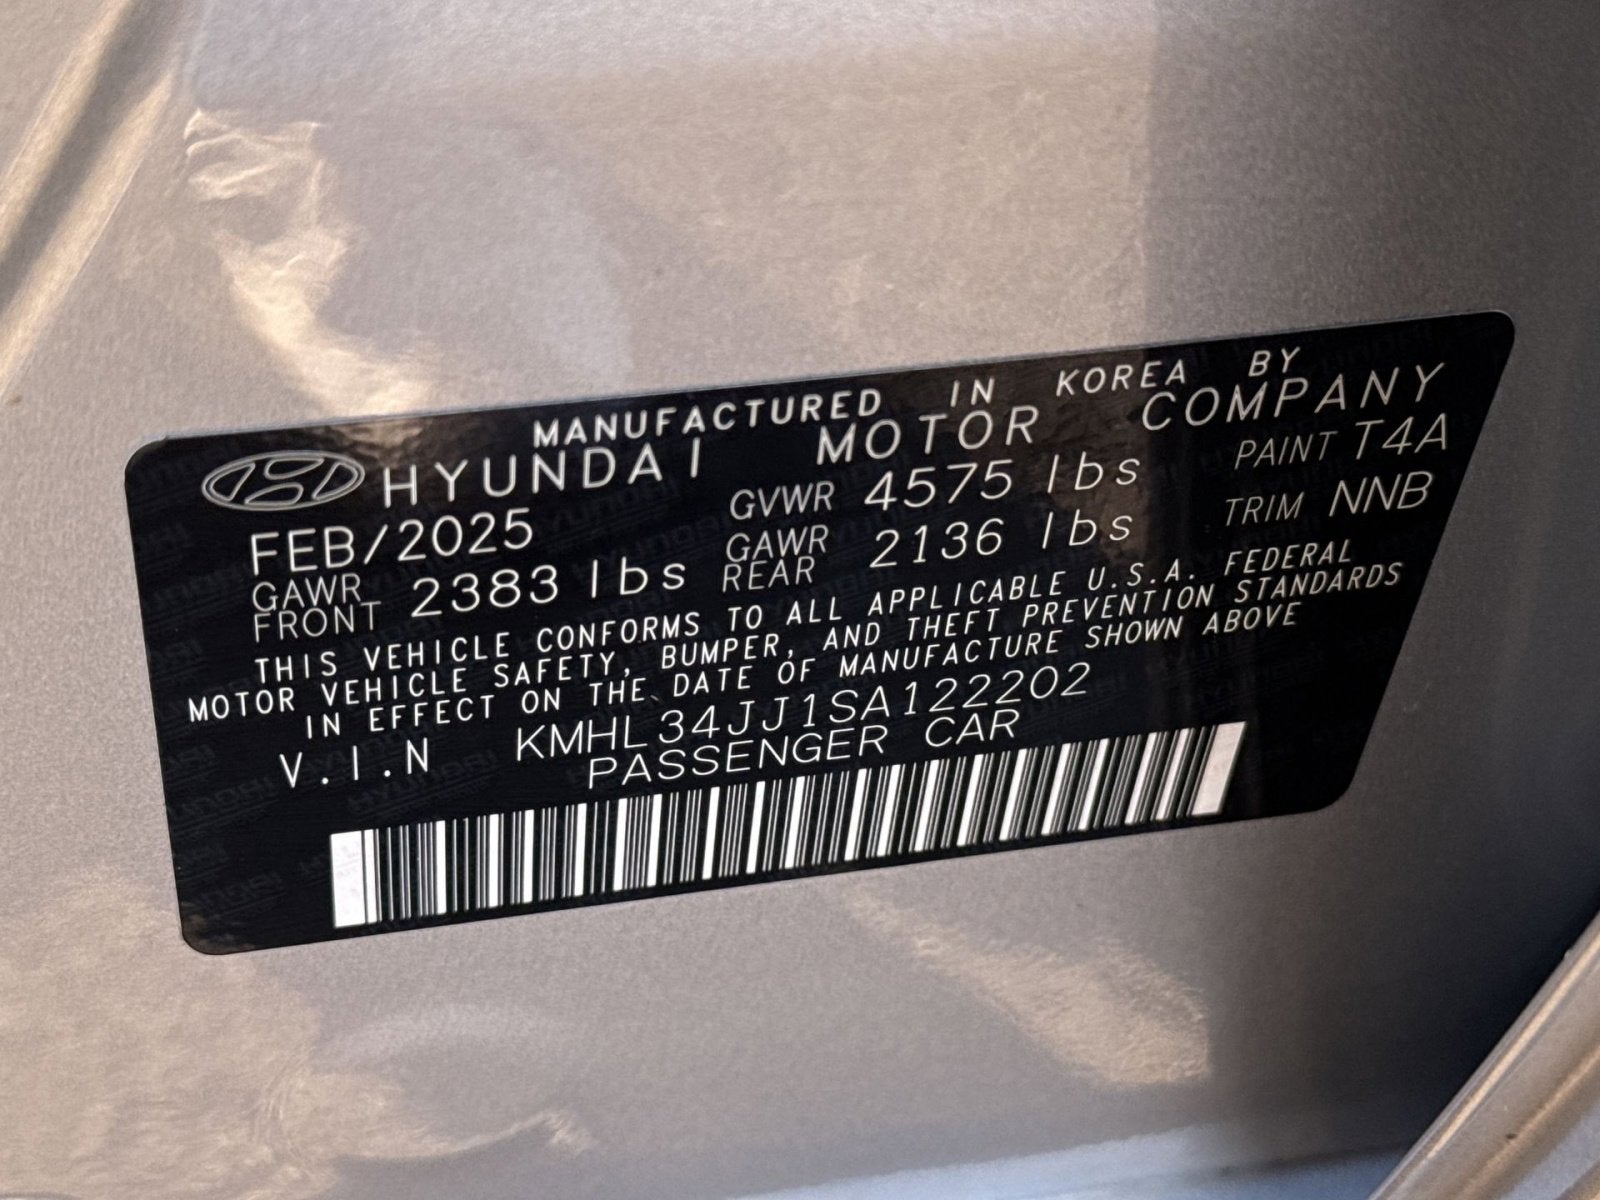 MANUFACTURED IN KOREA BY
HYUNDAI MOTOR COMPANY
FEB/2025 GVWR 4575 lbs PAINT T4A
GAWR FRONT 2383 lbs GAWR REAR 2136 lbs TRIM NNB
THIS VEHICLE CONFORMS TO ALL APPLICABLE U.S.A. FEDERAL
MOTOR VEHICLE SAFETY, BUMPER, AND THEFT PREVENTION STANDARDS
IN EFFECT ON THE DATE OF MANUFACTURE SHOWN ABOVE
V.I.N KMHL34JJ1SA122202
PASSENGER CAR